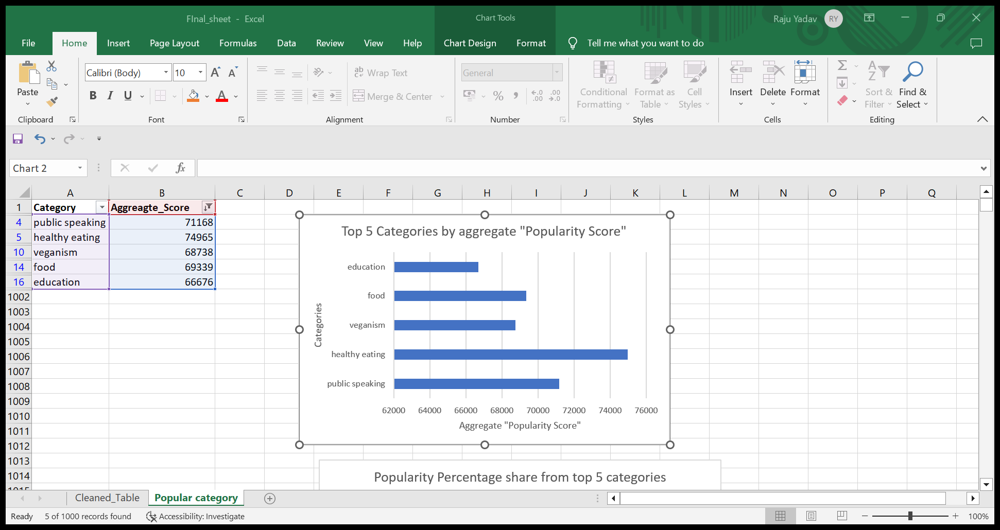 FInal_sheet - Excel
Chart Tools
Raju Yadav RY
File Home Insert Page Layout Formulas Data Review View Help Chart Design Format Tell me what you want to do
Paste
Clipboard
Calibri (Body) 10 A A
B I U A
Font
ab Wrap Text
Merge & Center
Alignment
General
% , .0 .00 .00 .0
Number
Conditional Formatting
Format as Table
Cell Styles
Styles
Insert Delete Format
Cells
Σ
A Z
Sort & Filter
Find & Select
Editing
Chart 2 fx
A B C D E F G H I J K L M N O P Q
1 Category Aggreagte_Score
4 public speaking 71168
5 healthy eating 74965
10 veganism 68738
14 food 69339
16 education 66676
1002
1003
1004
1005
1006
1007
1008
1009
1010
1011
1012
1013
1014
1015
Top 5 Categories by aggregate "Popularity Score"
Categories
education
food
veganism
healthy eating
public speaking
62000 64000 66000 68000 70000 72000 74000 76000
Aggregate "Popularity Score"
Popularity Percentage share from top 5 categories
Cleaned_Table Popular category
Ready 5 of 1000 records found Accessibility: Investigate 100%